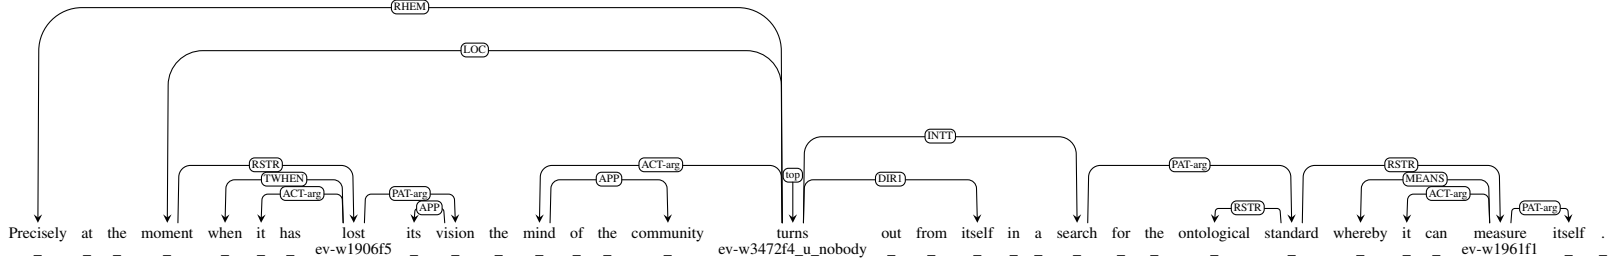 RHEM
LOC
INTT
RSTR ACT-arg PAT-arg RSTR
TWHEN APP top DIR1 MEANS
ACT-arg PAT-arg ACT-arg
APP RSTR PAT-arg
Precisely at the moment when it has lost its vision the mind of the community turns out from itself in a search for the ontological standard whereby it can measure itself .
_ _ _ _ _ _ _ ev-w1906f5 _ _ _ _ _ _ _ ev-w3472f4_u_nobody _ _ _ _ _ _ _ _ _ _ _ _ _ ev-w1961f1 _ _